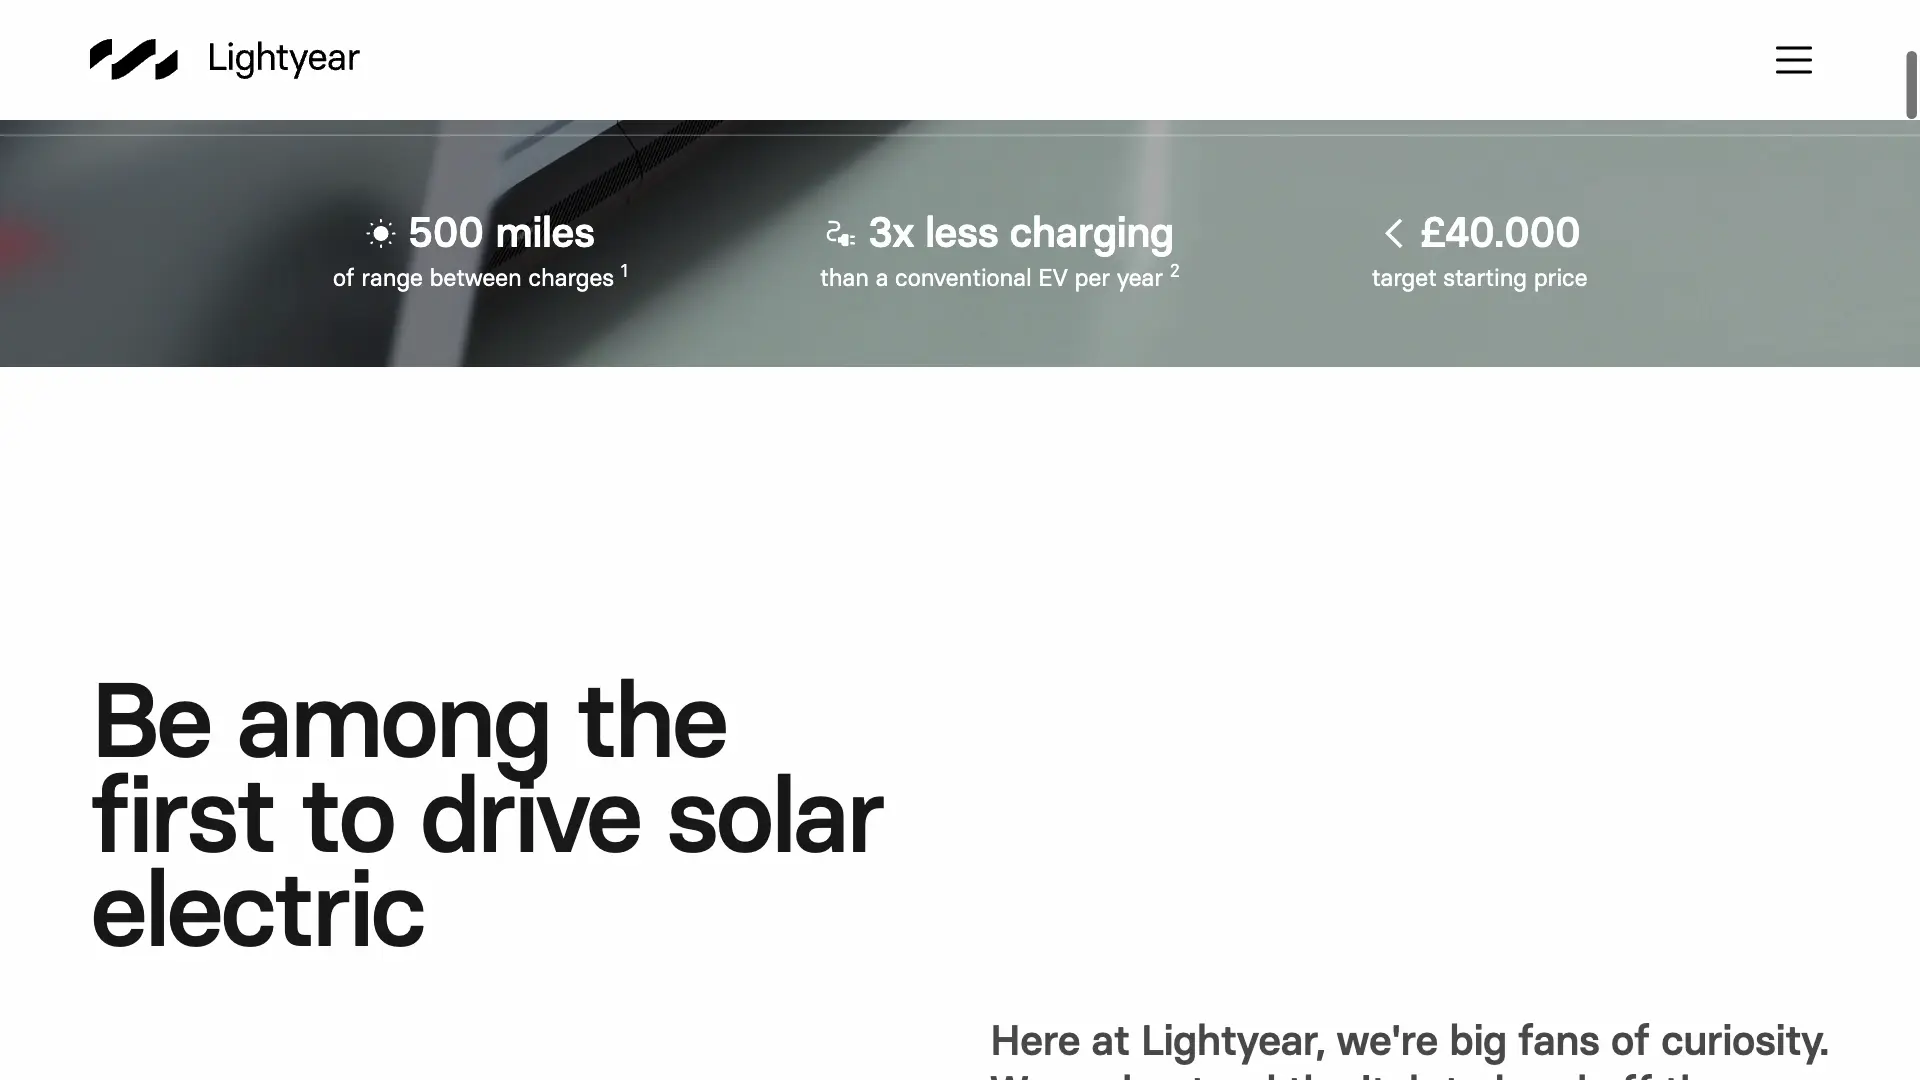 Lightyear
500 miles
of range between charges 1
3x less charging
than a conventional EV per year 2
< £40.000
target starting price
Be among the
first to drive solar
electric
Here at Lightyear, we're big fans of curiosity.